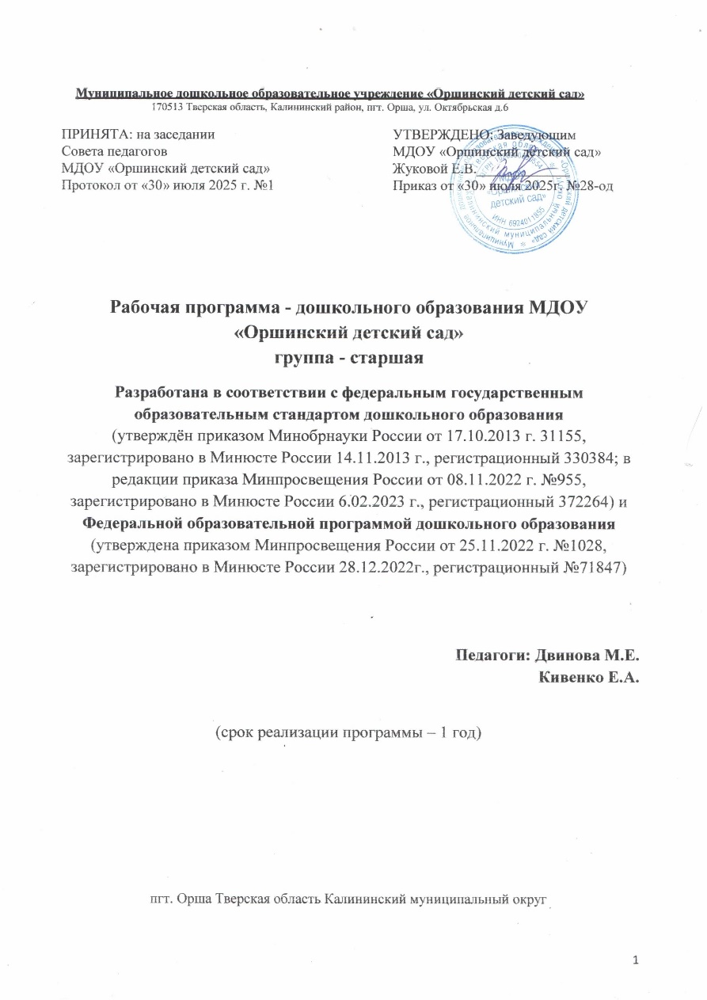 Муниципальное дошкольное образовательное учреждение «Оршинский детский сад»
170513 Тверская область, Калининский район, пгт. Орша, ул. Октябрьская д.6
ПРИНЯТА: на заседании
Совета педагогов
МДОУ «Оршинский детский сад»
Протокол от «30» июля 2025 г. №1
УТВЕРЖДЕНО: Заведующим
МДОУ «Оршинский детский сад»
Жуковой Е.В.
Приказ от «30» июля 2025г. №28-од
«Оршинский
детский сад»
ИНН 6924011855
Рабочая программа - дошкольного образования МДОУ
«Оршинский детский сад»
группа - старшая
Разработана в соответствии с федеральным государственным
образовательным стандартом дошкольного образования
(утверждён приказом Минобрнауки России от 17.10.2013 г. 31155,
зарегистрировано в Минюсте России 14.11.2013 г., регистрационный 330384; в
редакции приказа Минпросвещения России от 08.11.2022 г. №955,
зарегистрировано в Минюсте России 6.02.2023 г., регистрационный 372264) и
Федеральной образовательной программой дошкольного образования
(утверждена приказом Минпросвещения России от 25.11.2022 г. №1028,
зарегистрировано в Минюсте России 28.12.2022г., регистрационный №71847)
Педагоги: Двинова М.Е.
Кивенко Е.А.
(срок реализации программы – 1 год)
пгт. Орша Тверская область Калининский муниципальный округ
1